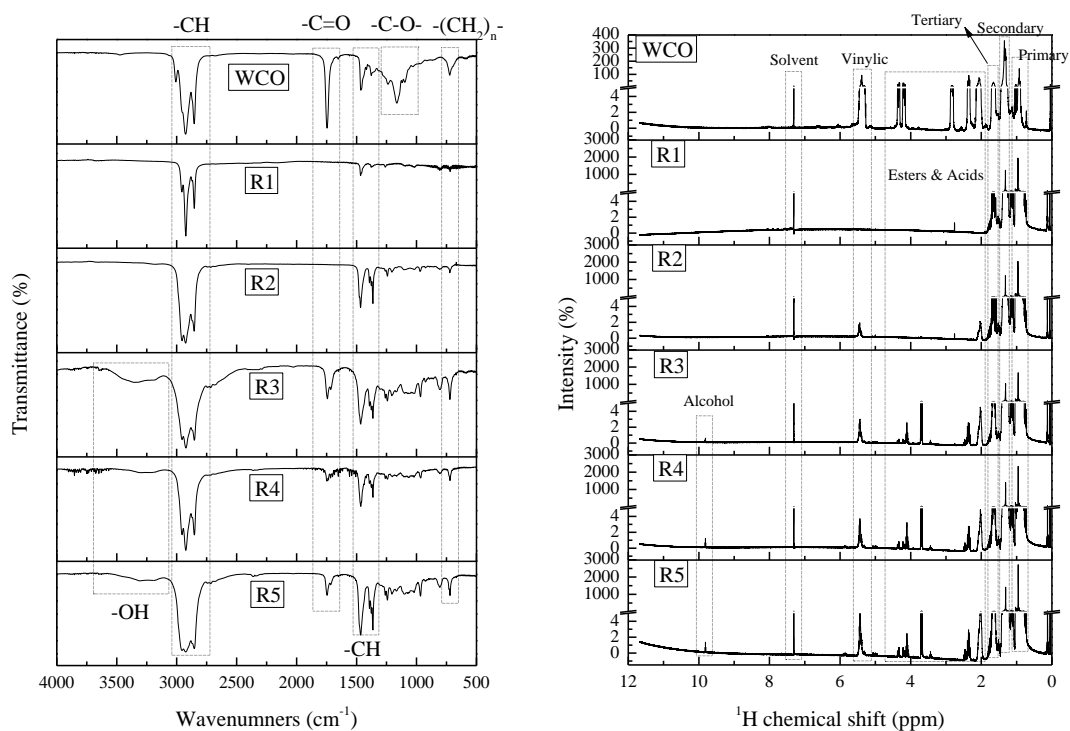 -CH
-C=O
-C-O-
-(CH₂)ₙ-
WCO
R1
R2
R3
R4
R5
-OH
-CH
Transmittance (%)
4000 3500 3000 2500 2000 1500 1000 500
Wavenumners (cm⁻¹)
Tertiary
Secondary
Primary
Solvent
Vinylic
WCO
400
300
200
100
4
2
0
3000
2000
1000
R1
Esters & Acids
4
2
0
3000
2000
1000
R2
4
2
0
3000
2000
1000
R3
Alcohol
4
2
0
3000
2000
1000
R4
4
2
0
3000
2000
1000
R5
4
2
0
Intensity (%)
12 10 8 6 4 2 0
¹H chemical shift (ppm)